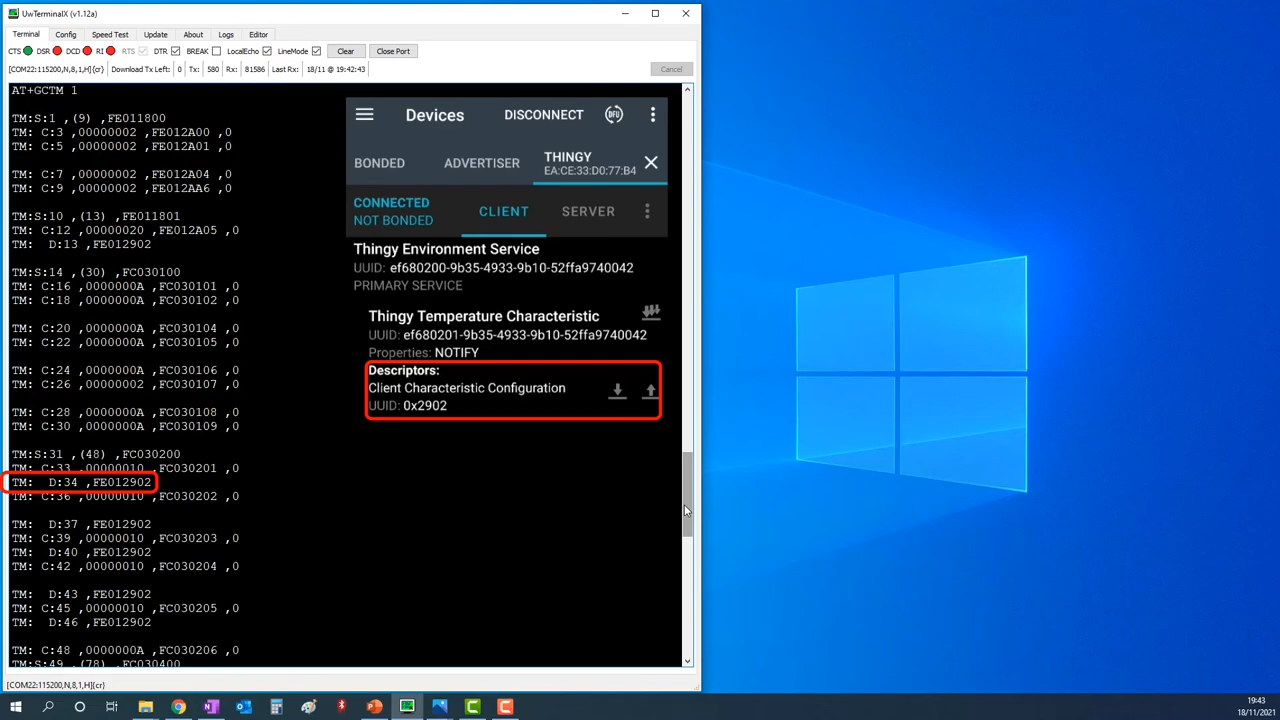 UwTerminalX (v1.12a)
Terminal Config Speed Test Update About Logs Editor
CTS DSR DCD RI RTS DTR BREAK LocalEcho LineMode Clear Close Port
[COM22:115200,N,8,1,H]{cr} Download Tx Left: 0 Tx: 580 Rx: 81586 Last Rx: 18/11 @ 19:42:43 Cancel
AT+GCTM 1
TM:S:1 ,(9) ,FE011800
TM: C:3 ,00000002 ,FE012A00 ,0
TM: C:5 ,00000002 ,FE012A01 ,0
TM: C:7 ,00000002 ,FE012A04 ,0
TM: C:9 ,00000002 ,FE012AA6 ,0
TM:S:10 ,(13) ,FE011801
TM: C:12 ,00000020 ,FE012A05 ,0
TM:  D:13 ,FE012902
TM:S:14 ,(30) ,FC030100
TM: C:16 ,0000000A ,FC030101 ,0
TM: C:18 ,0000000A ,FC030102 ,0
TM: C:20 ,0000000A ,FC030104 ,0
TM: C:22 ,0000000A ,FC030105 ,0
TM: C:24 ,0000000A ,FC030106 ,0
TM: C:26 ,0000000A ,FC030107 ,0
TM: C:28 ,0000000A ,FC030108 ,0
TM: C:30 ,0000000A ,FC030109 ,0
TM:S:31 ,(48) ,FC030200
TM: C:33 ,00000010 ,FC030201 ,0
TM:  D:34 ,FE012902
TM: C:36 ,00000010 ,FC030202 ,0
TM:  D:37 ,FE012902
TM: C:39 ,00000010 ,FC030203 ,0
TM:  D:40 ,FE012902
TM: C:42 ,00000010 ,FC030204 ,0
TM:  D:43 ,FE012902
TM: C:45 ,00000010 ,FC030205 ,0
TM:  D:46 ,FE012902
TM: C:48 ,00000010 ,FC030206 ,0
TM:S:49 ,(78) ,FC030400
Devices DISCONNECT DFU
BONDED ADVERTISER THINGY
EA:CE:33:D0:77:B4
CONNECTED
NOT BONDED
CLIENT SERVER
Thingy Environment Service
UUID: ef680200-9b35-4933-9b10-52ffa9740042
PRIMARY SERVICE
Thingy Temperature Characteristic
UUID: ef680201-9b35-4933-9b10-52ffa9740042
Properties: NOTIFY
Descriptors:
Client Characteristic Configuration
UUID: 0x2902
[COM22:115200,N,8,1,H]{cr}
19:43
18/11/2021